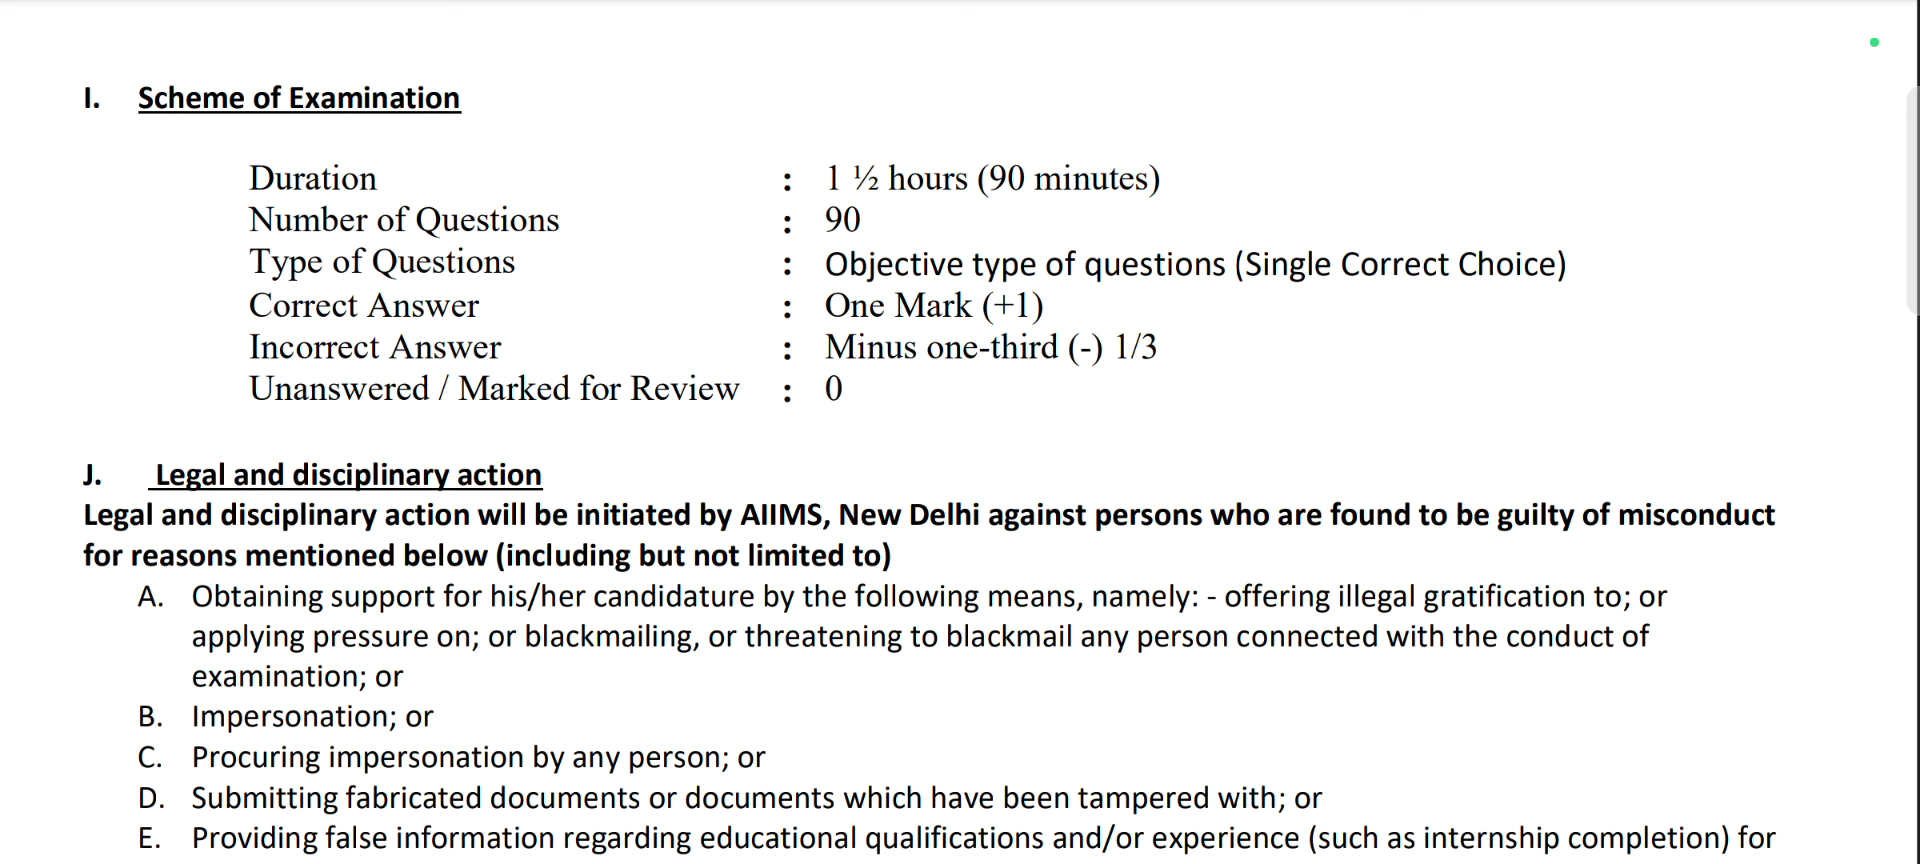 I. Scheme of Examination
Duration : 1 ½ hours (90 minutes)
Number of Questions : 90
Type of Questions : Objective type of questions (Single Correct Choice)
Correct Answer : One Mark (+1)
Incorrect Answer : Minus one-third (-) 1/3
Unanswered / Marked for Review : 0
J. Legal and disciplinary action
Legal and disciplinary action will be initiated by AIIMS, New Delhi against persons who are found to be guilty of misconduct
for reasons mentioned below (including but not limited to)
A. Obtaining support for his/her candidature by the following means, namely: - offering illegal gratification to; or
applying pressure on; or blackmailing, or threatening to blackmail any person connected with the conduct of
examination; or
B. Impersonation; or
C. Procuring impersonation by any person; or
D. Submitting fabricated documents or documents which have been tampered with; or
E. Providing false information regarding educational qualifications and/or experience (such as internship completion) for